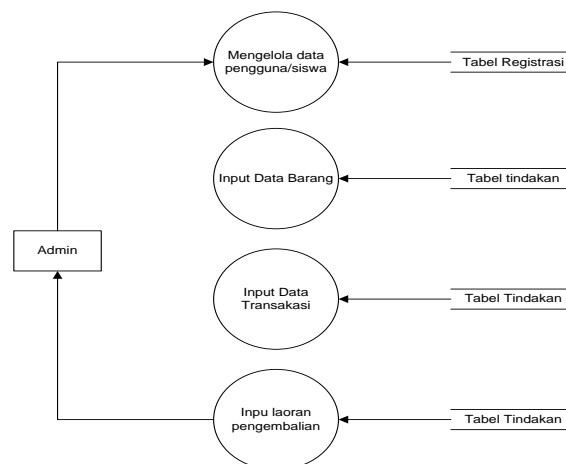 Mengelola data
pengguna/siswa
Tabel Registrasi
Input Data Barang
Tabel tindakan
Admin
Input Data
Transakasi
Tabel Tindakan
Inpu laoran
pengembalian
Tabel Tindakan